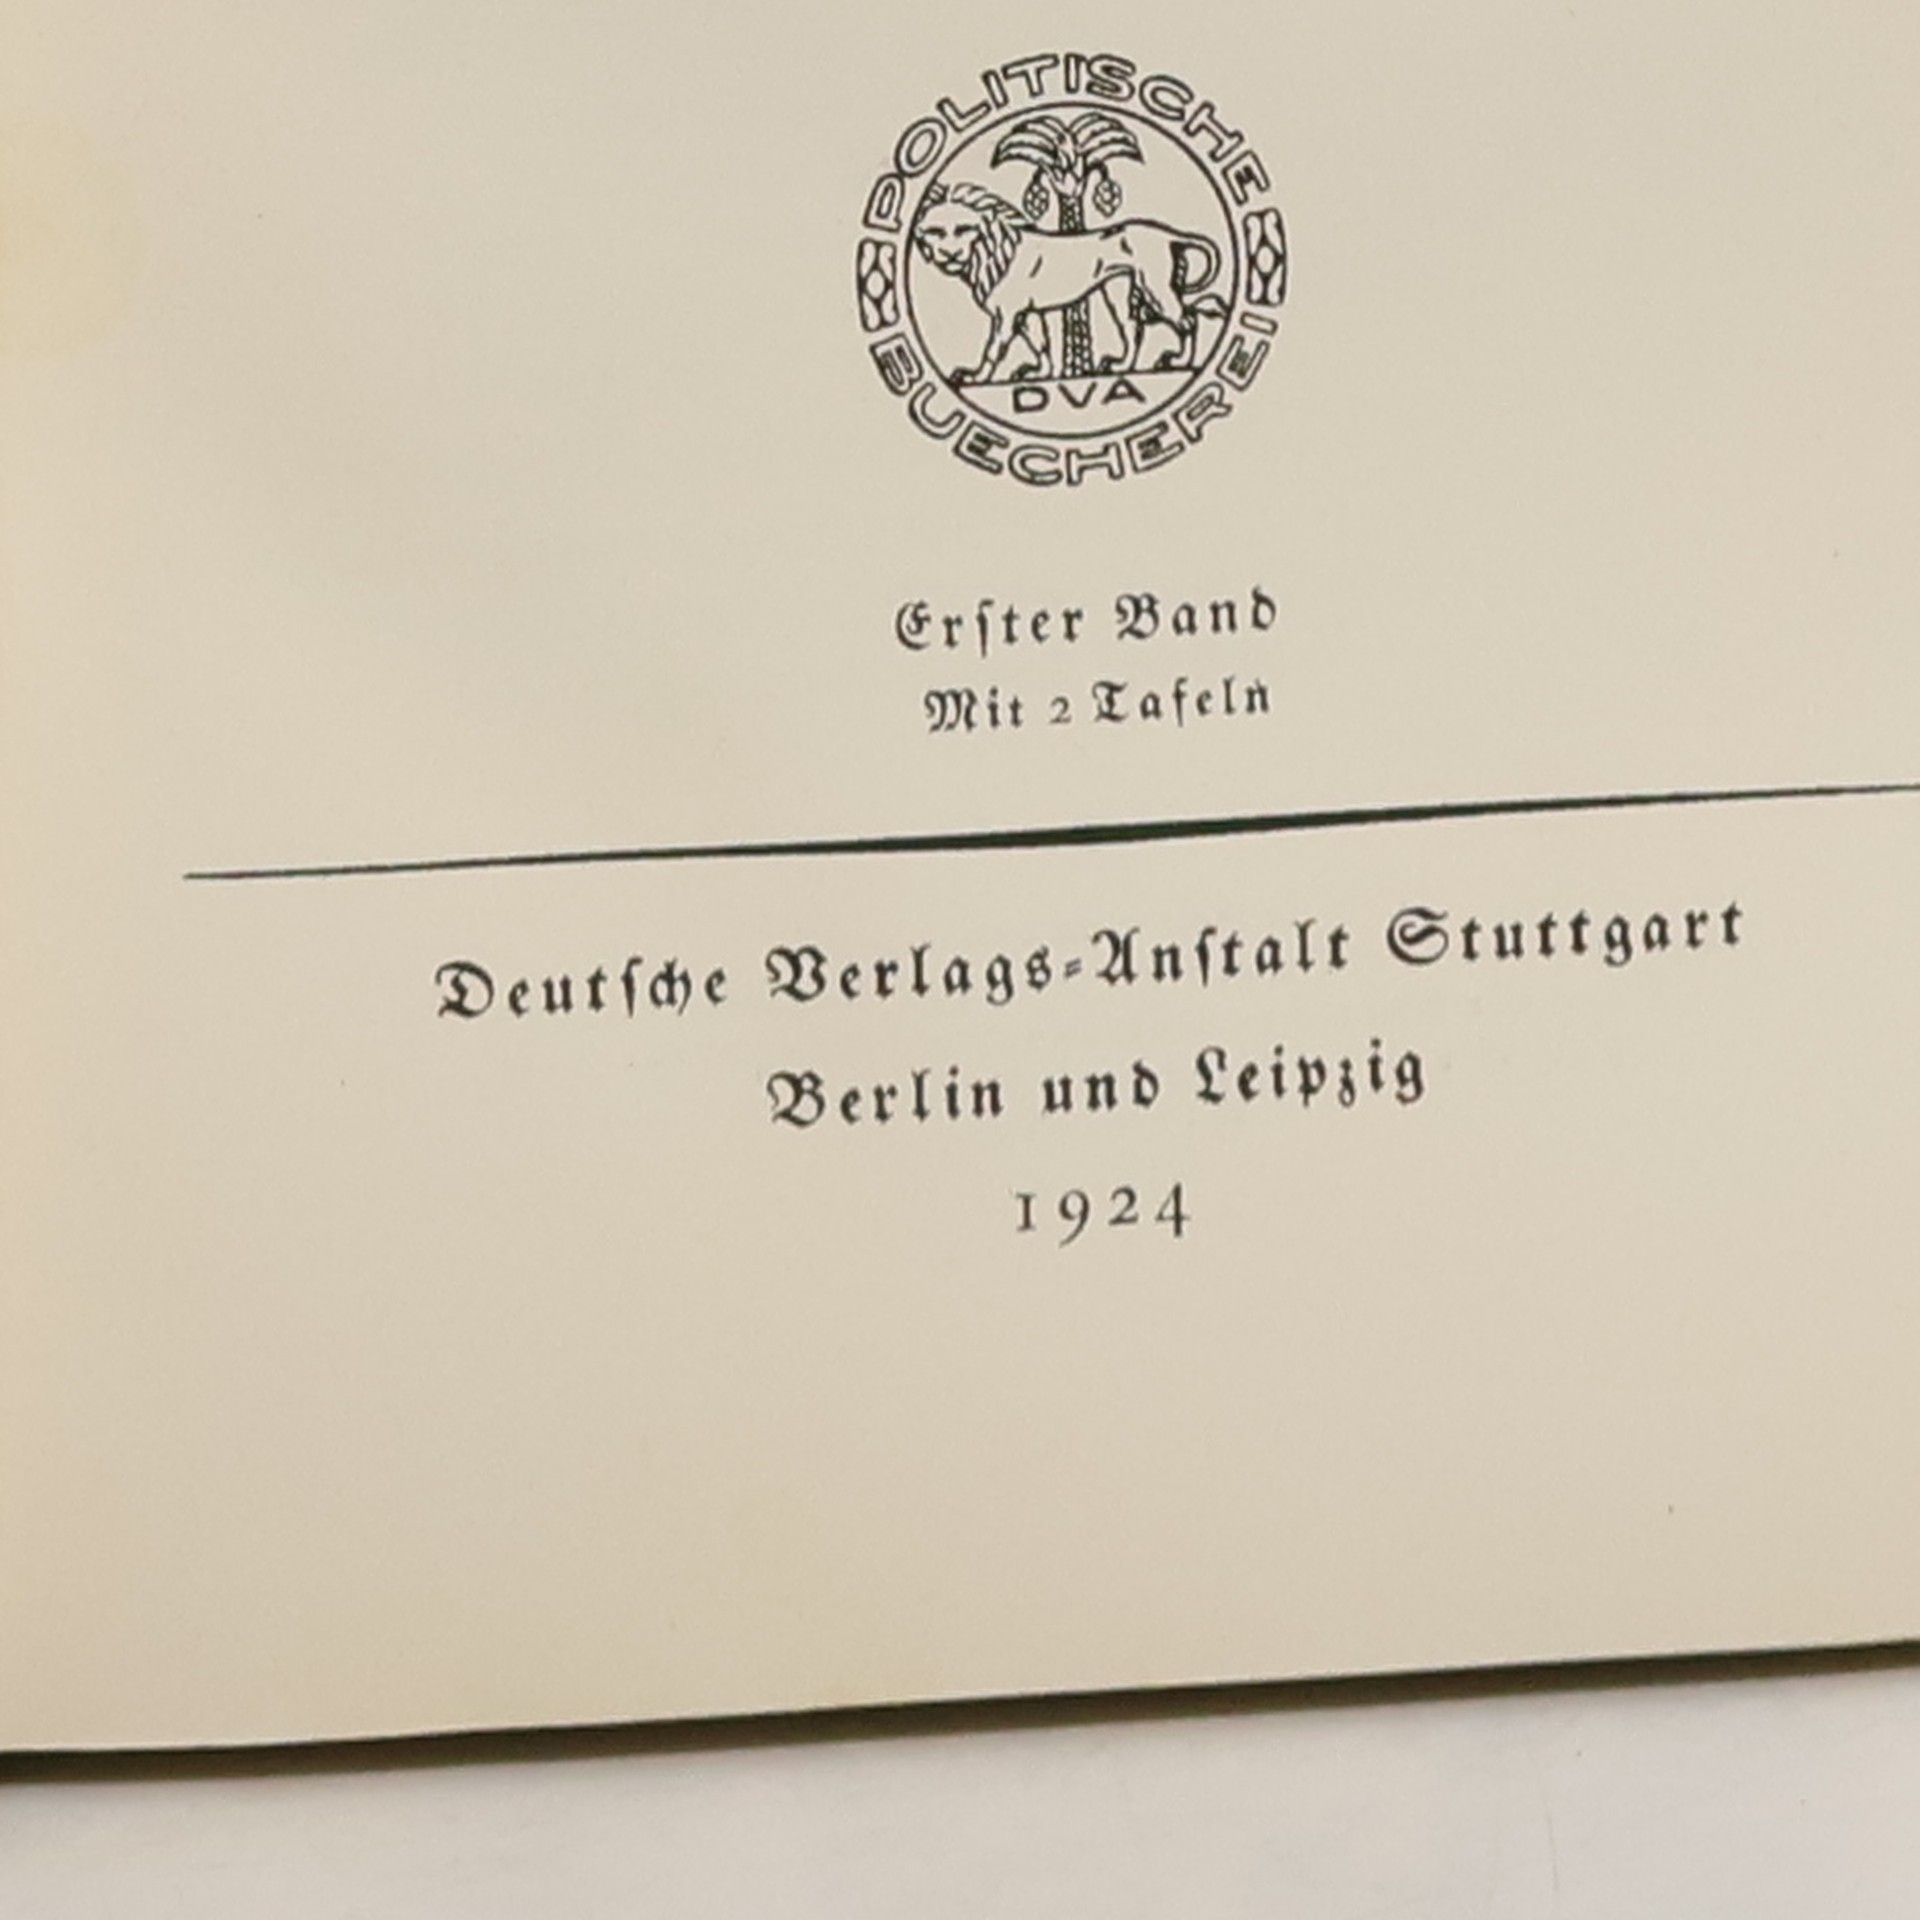 POLITISCHE
BUECHEREI
DVA
Erſter Band
Mit 2 Tafeln
Deutſche Verlags-Anſtalt Stuttgart
Berlin und Leipzig
1924